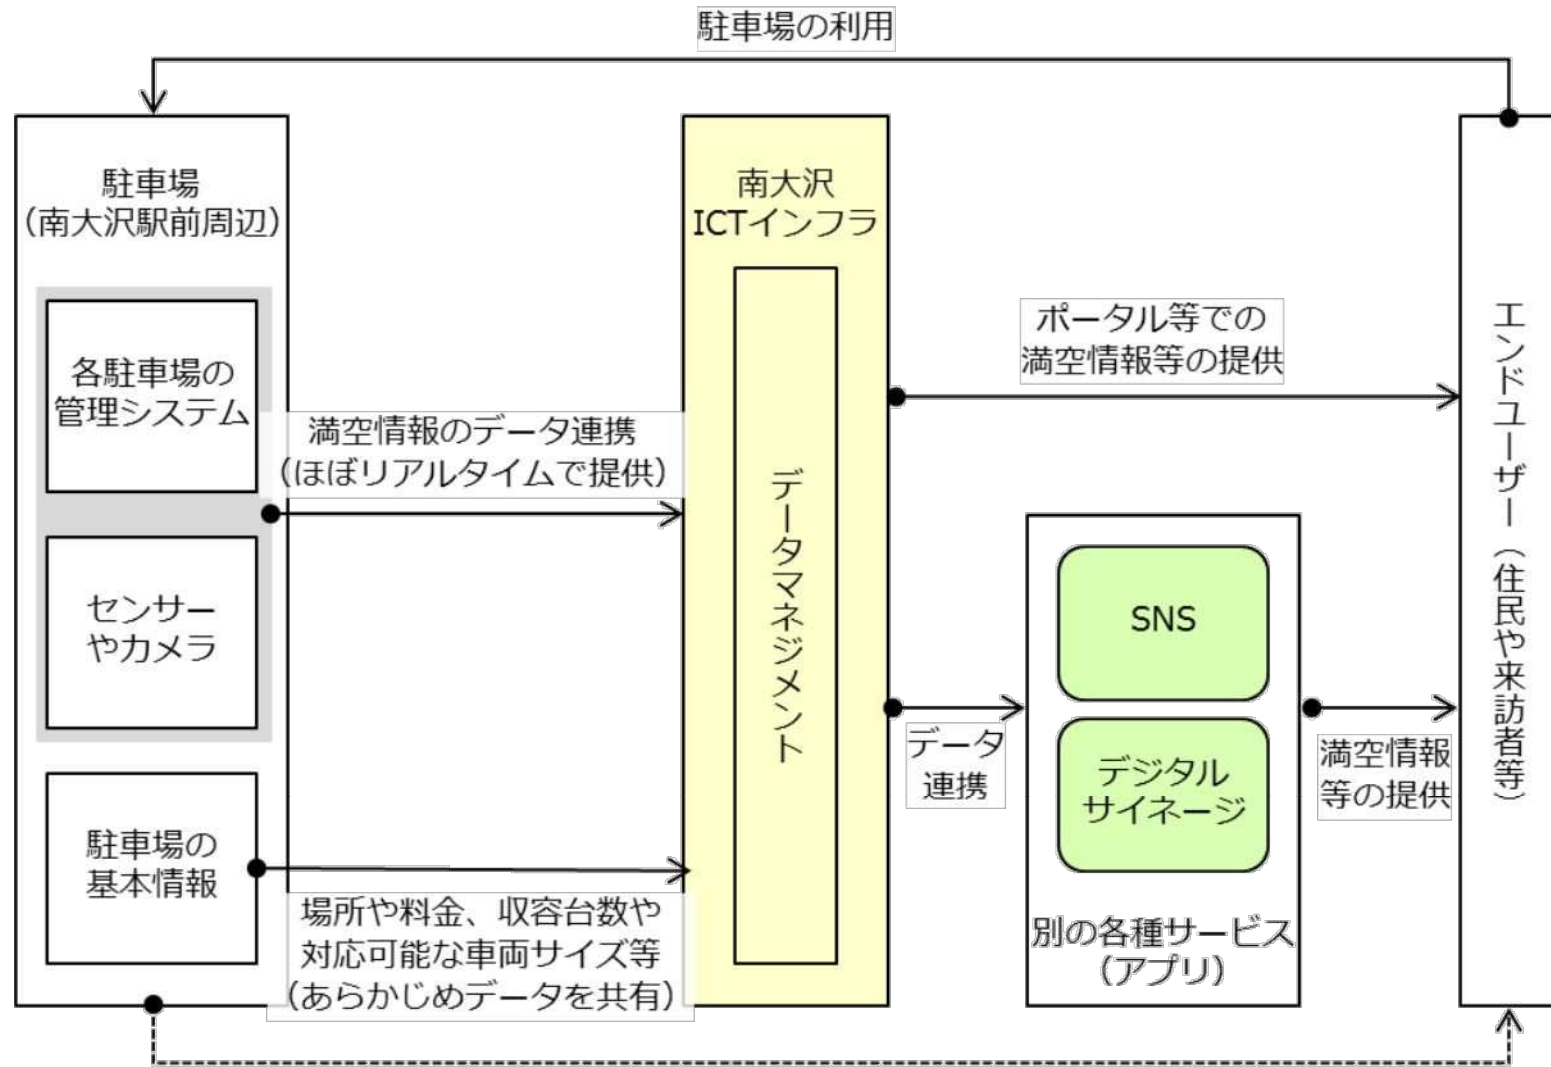 駐車場の利用
駐車場
（南大沢駅前周辺）
各駐車場の
管理システム
センサー
やカメラ
駐車場の
基本情報
満空情報のデータ連携
（ほぼリアルタイムで提供）
場所や料金、収容台数や
対応可能な車両サイズ等
（あらかじめデータを共有）
南大沢
ICTインフラ
データマネジメント
ポータル等での
満空情報等の提供
データ
連携
SNS
デジタル
サイネージ
別の各種サービス
（アプリ）
満空情報
等の提供
エンドユーザー（住民や来訪者等）